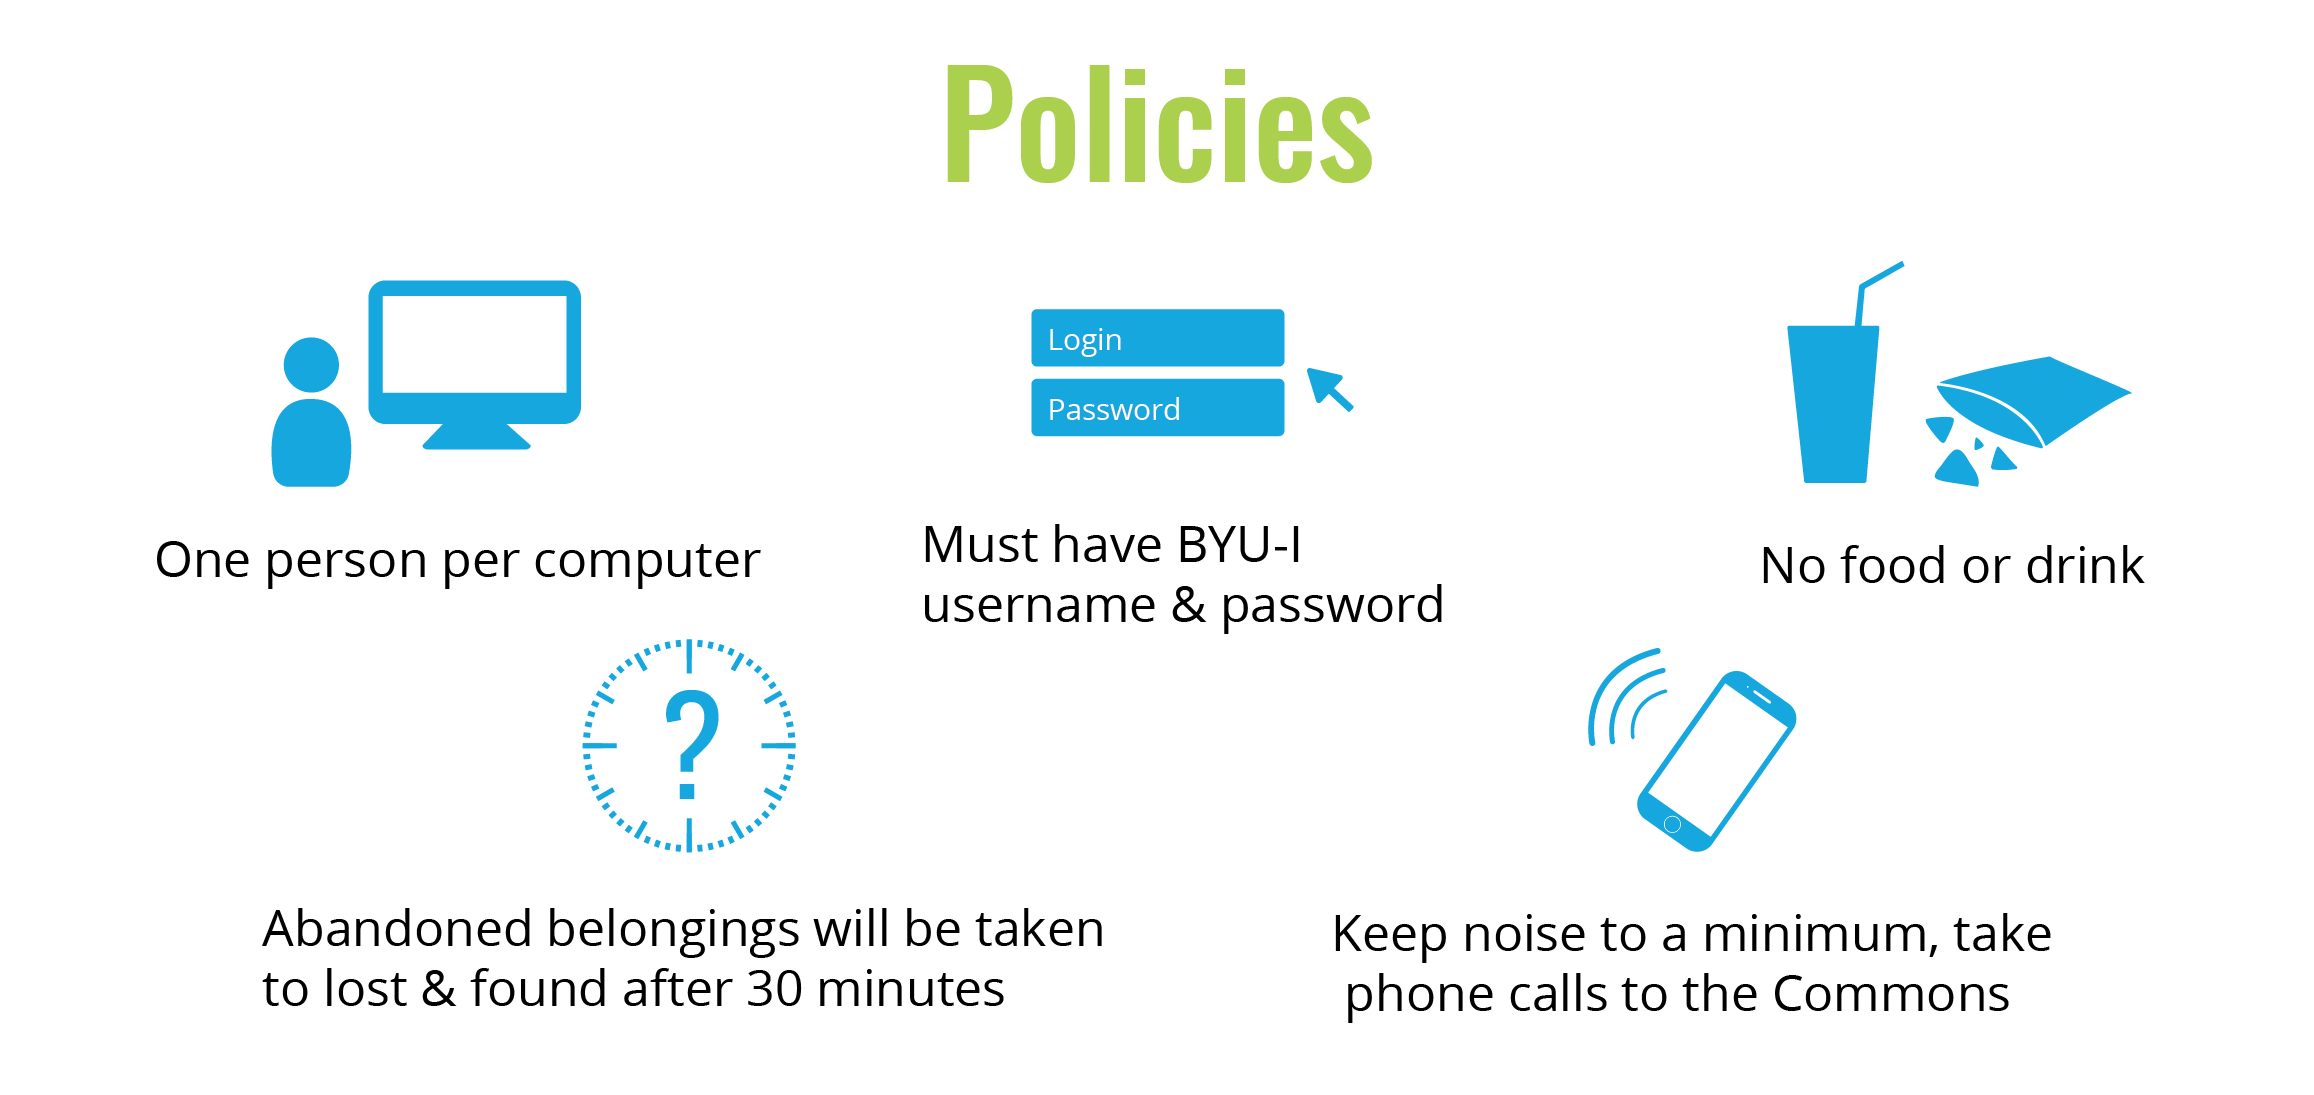 Policies
Login
Password
One person per computer
Must have BYU-I
username & password
No food or drink
?
Abandoned belongings will be taken
to lost & found after 30 minutes
Keep noise to a minimum, take
phone calls to the Commons